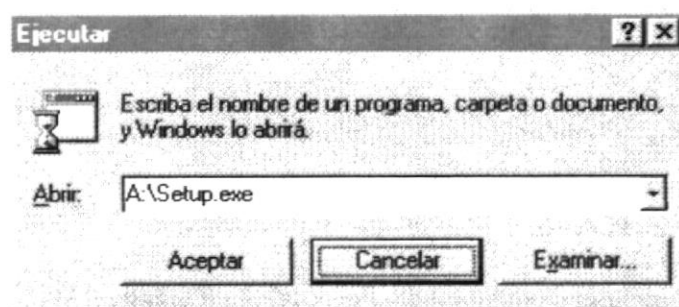 Ejecutar
Escriba el nombre de un programa, carpeta o documento,
y Windows lo abrirá.
Abrir: A:\Setup.exe
Aceptar Cancelar Examinar...